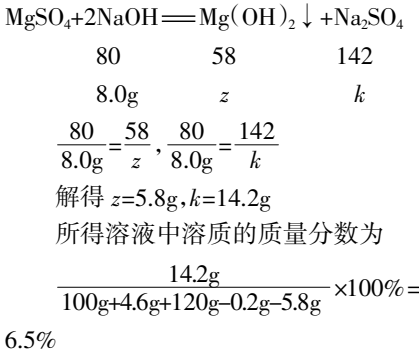 MgSO₄+2NaOH══Mg(OH)₂↓+Na₂SO₄
80 58 142
8.0g z k
80/8.0g=58/z, 80/8.0g=142/k
解得 z=5.8g,k=14.2g
所得溶液中溶质的质量分数为
14.2g/100g+4.6g+120g–0.2g–5.8g ×100%=
6.5%